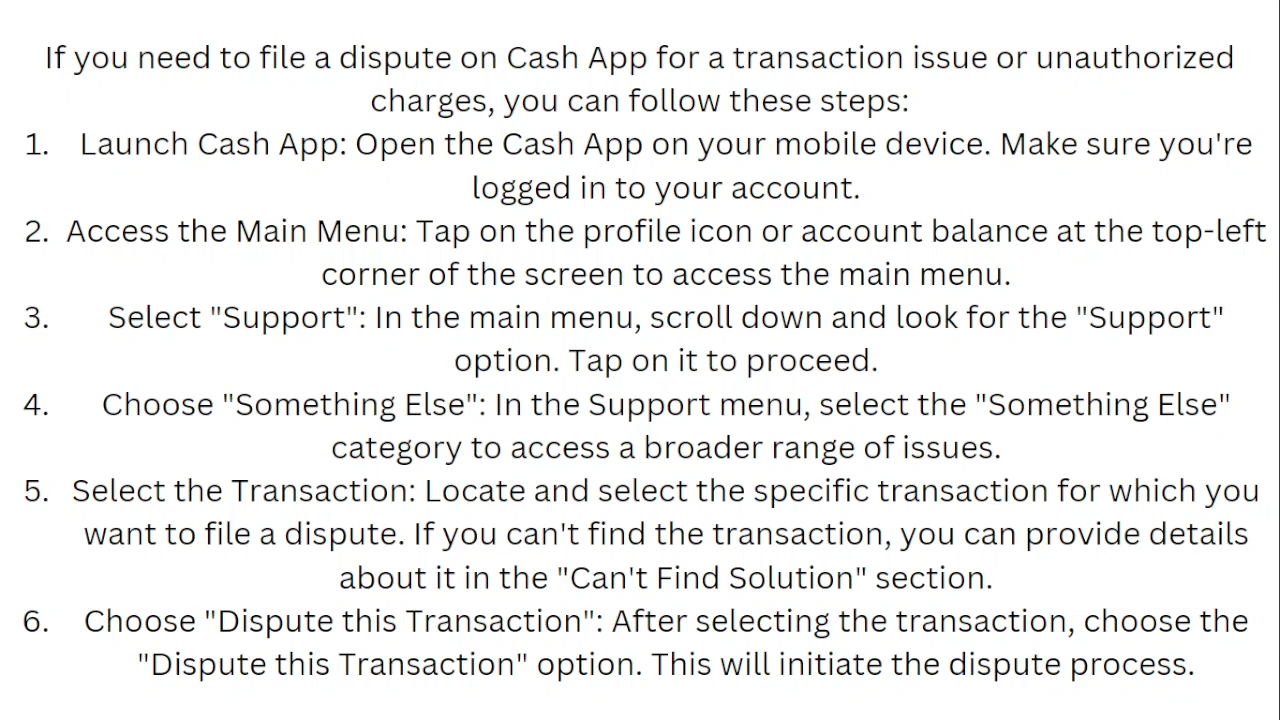 If you need to file a dispute on Cash App for a transaction issue or unauthorized
charges, you can follow these steps:
1. Launch Cash App: Open the Cash App on your mobile device. Make sure you're
logged in to your account.
2. Access the Main Menu: Tap on the profile icon or account balance at the top-left
corner of the screen to access the main menu.
3. Select "Support": In the main menu, scroll down and look for the "Support"
option. Tap on it to proceed.
4. Choose "Something Else": In the Support menu, select the "Something Else"
category to access a broader range of issues.
5. Select the Transaction: Locate and select the specific transaction for which you
want to file a dispute. If you can't find the transaction, you can provide details
about it in the "Can't Find Solution" section.
6. Choose "Dispute this Transaction": After selecting the transaction, choose the
"Dispute this Transaction" option. This will initiate the dispute process.